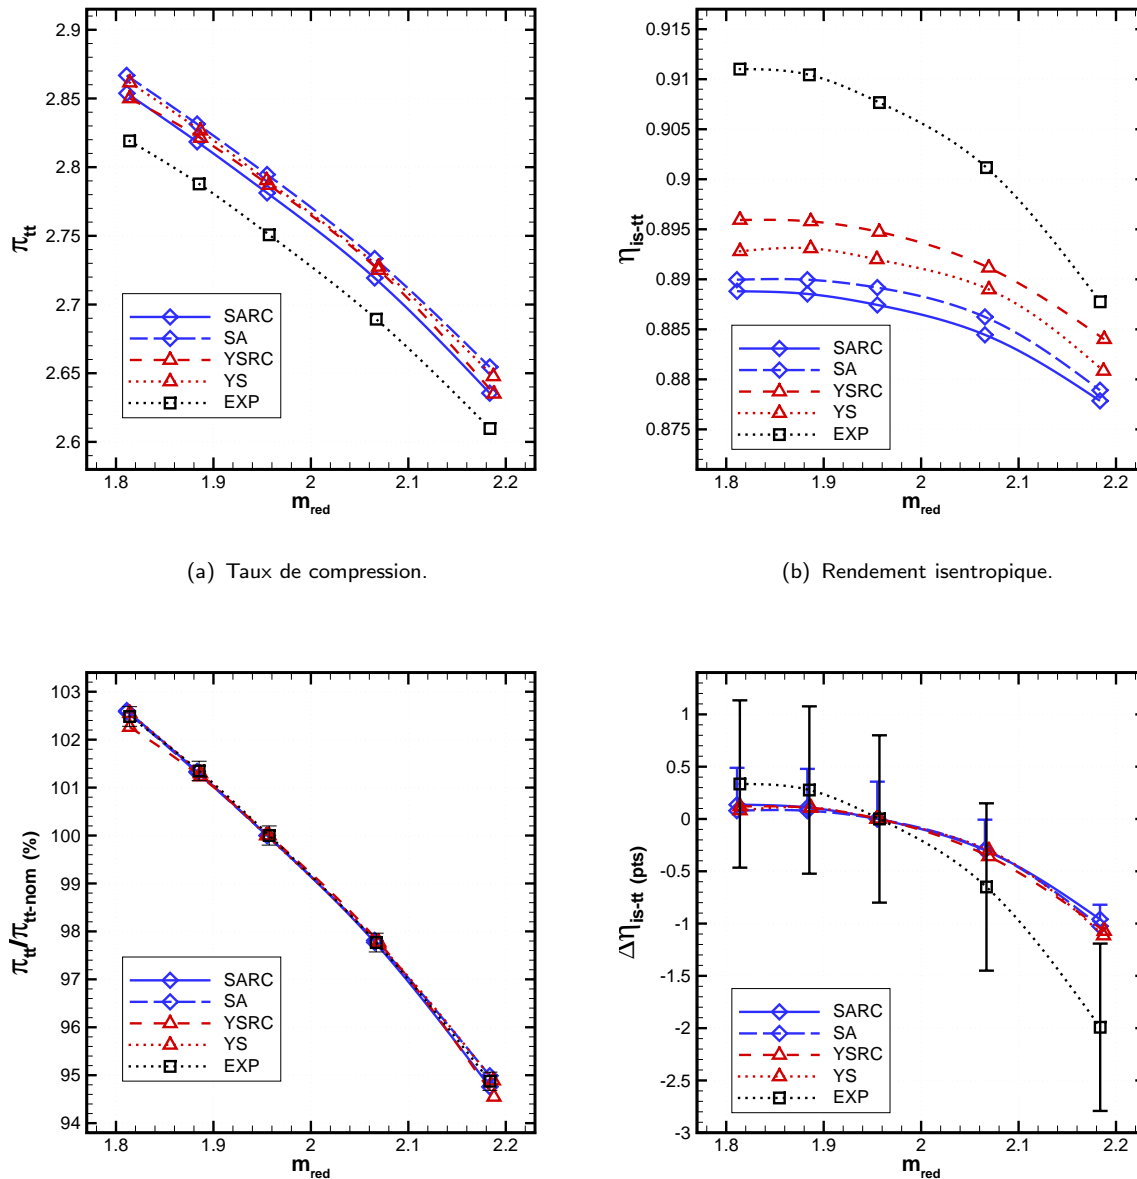 2.9
2.85
2.8
2.75
2.7
2.65
2.6
π_tt
SARC
SA
YSRC
YS
EXP
1.8 1.9 2 2.1 2.2
m_red
(a) Taux de compression.
0.915
0.91
0.905
0.9
0.895
0.89
0.885
0.88
0.875
η_is-tt
SARC
SA
YSRC
YS
EXP
1.8 1.9 2 2.1 2.2
m_red
(b) Rendement isentropique.
103
102
101
100
99
98
97
96
95
94
π_tt/π_tt-nom (%)
SARC
SA
YSRC
YS
EXP
1.8 1.9 2 2.1 2.2
m_red
1
0.5
0
-0.5
-1
-1.5
-2
-2.5
-3
Δη_is-tt (pts)
SARC
SA
YSRC
YS
EXP
1.8 1.9 2 2.1 2.2
m_red